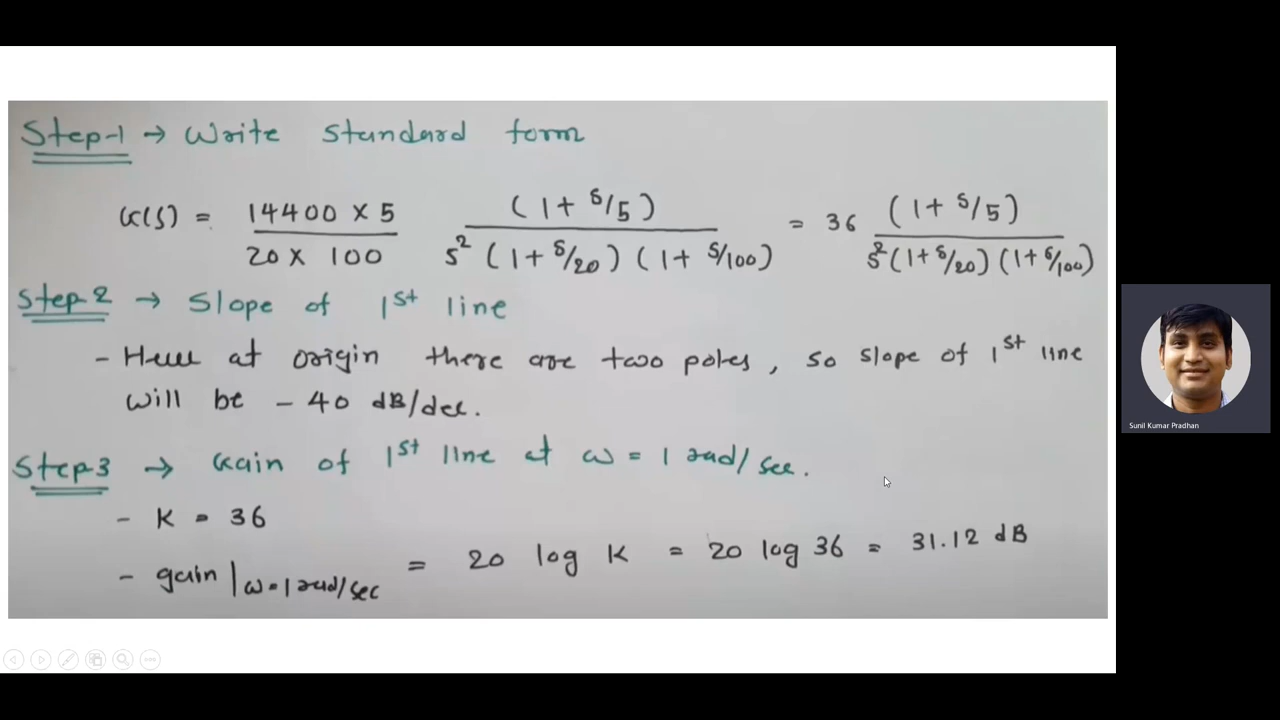 Step-1 → Write Standard form
G(s) = 14400 × 5 / 20 × 100 (1 + s/5) / s² (1 + s/20) (1 + s/100) = 36 (1 + s/5) / s² (1 + s/20) (1 + s/100)
Step-2 → Slope of 1st line
- Here at origin there are two poles, so slope of 1st line
will be - 40 dB/dec.
Step-3 → Gain of 1st line at ω = 1 rad/sec.
- K = 36
- gain | ω=1 rad/sec = 20 log K = 20 log 36 = 31.12 dB
Sunil Kumar Pradhan